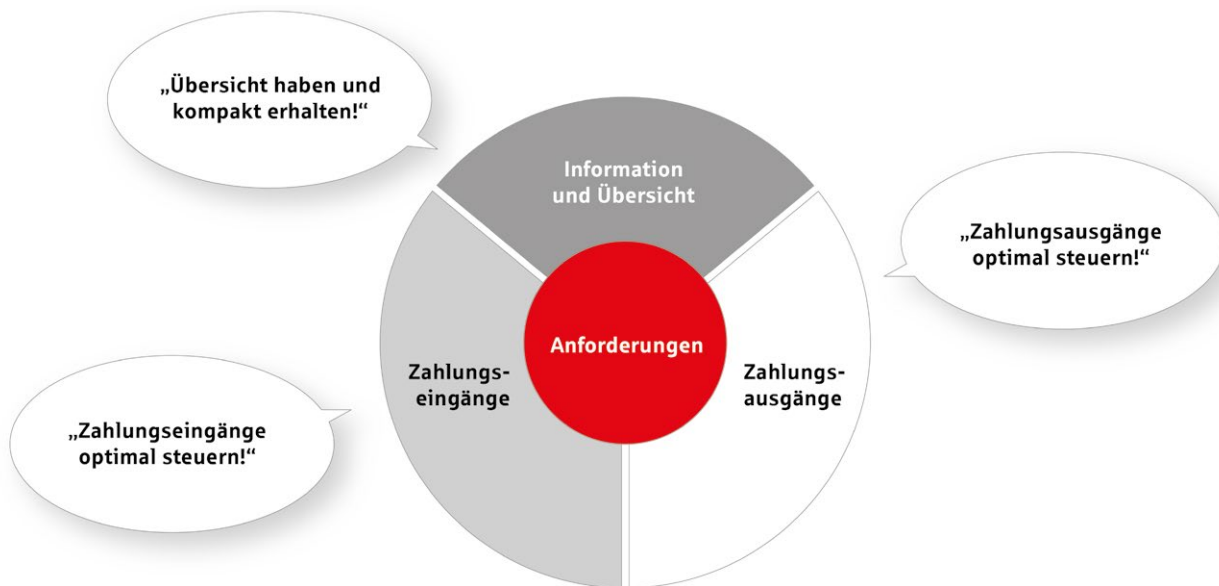 „Übersicht haben und
kompakt erhalten!“
Information
und Übersicht
„Zahlungsausgänge
optimal steuern!“
Anforderungen
Zahlungs-
eingänge
Zahlungs-
ausgänge
„Zahlungseingänge
optimal steuern!“